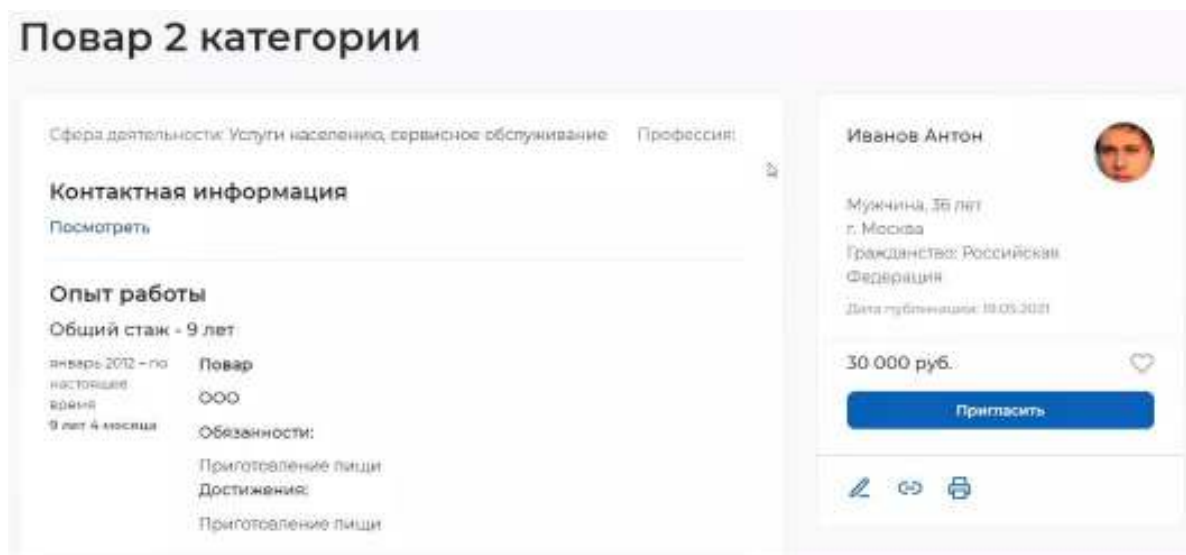 Повар 2 категории
Сфера деятельности: Услуги населению, сервисное обслуживание Профессия:
Контактная информация
Посмотреть
Опыт работы
Общий стаж - 9 лет
январь 2012 – по
настоящее
время
9 лет 4 месяца
Повар
ООО
Обязанности:
Приготовление пищи
Достижения:
Приготовление пищи
Иванов Антон
Мужчина, 36 лет
г. Москва
Гражданство: Российская
Федерация
Дата публикации: 19.05.2021
30 000 руб.
Пригласить